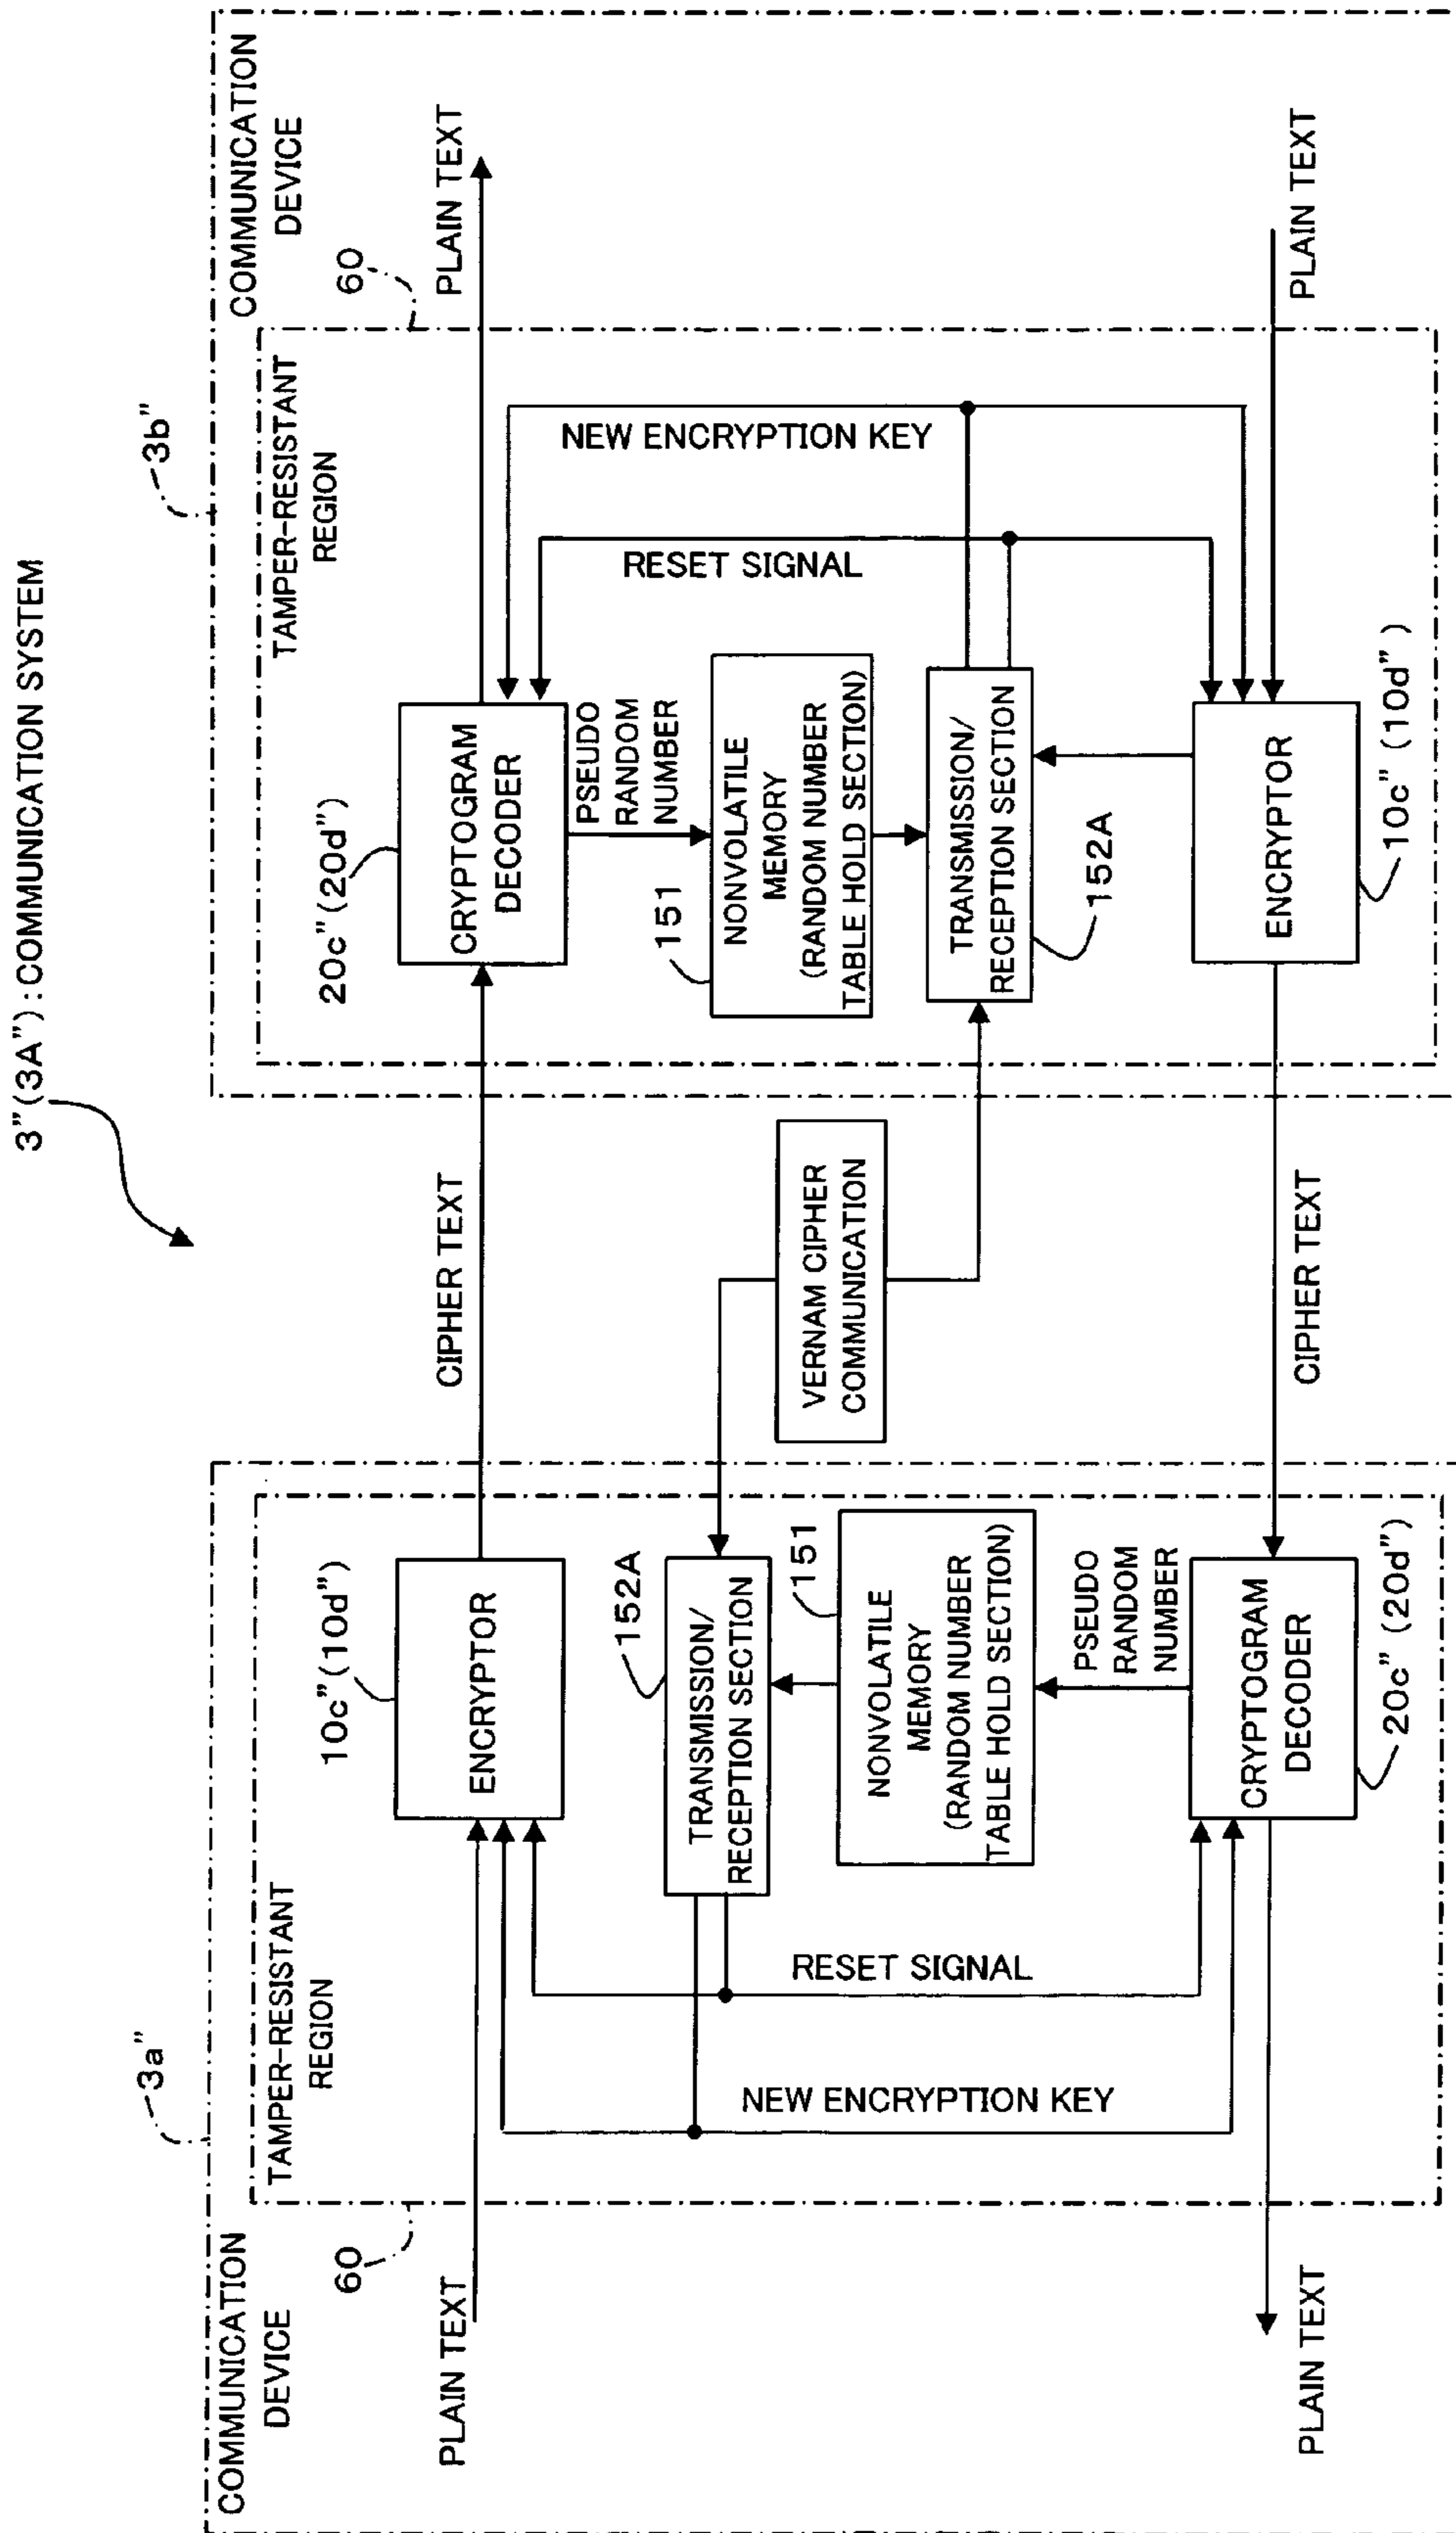 3”(3A”) : COMMUNICATION SYSTEM
3a”
COMMUNICATION
DEVICE
60
TAMPER-RESISTANT
REGION
PLAIN TEXT
10c” (10d”)
ENCRYPTOR
CIPHER TEXT
152A
TRANSMISSION/
RECEPTION SECTION
151
NONVOLATILE
MEMORY
(RANDOM NUMBER
TABLE HOLD SECTION)
RESET SIGNAL
NEW ENCRYPTION KEY
PSEUDO
RANDOM
NUMBER
CRYPTOGRAM
DECODER
20c” (20d”)
PLAIN TEXT
VERNAM CIPHER
COMMUNICATION
3b”
COMMUNICATION
DEVICE
TAMPER-RESISTANT
REGION
60
20c” (20d”)
CRYPTOGRAM
DECODER
PLAIN TEXT
PSEUDO
RANDOM
NUMBER
NEW ENCRYPTION KEY
RESET SIGNAL
151
NONVOLATILE
MEMORY
(RANDOM NUMBER
TABLE HOLD SECTION)
TRANSMISSION/
RECEPTION SECTION
152A
CIPHER TEXT
ENCRYPTOR
10c” (10d”)
PLAIN TEXT